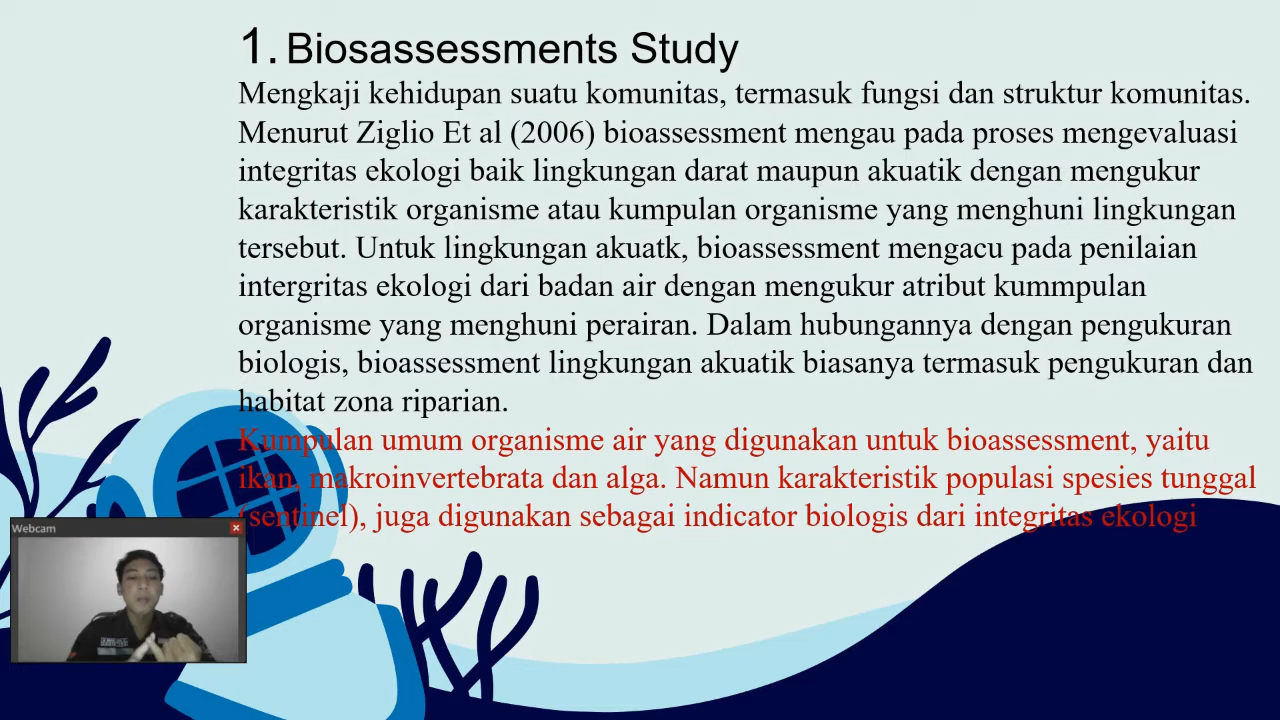 1. Biosassessments Study
Mengkaji kehidupan suatu komunitas, termasuk fungsi dan struktur komunitas.
Menurut Ziglio Et al (2006) bioassessment mengau pada proses mengevaluasi
integritas ekologi baik lingkungan darat maupun akuatik dengan mengukur
karakteristik organisme atau kumpulan organisme yang menghuni lingkungan
tersebut. Untuk lingkungan akuatk, bioassessment mengacu pada penilaian
intergritas ekologi dari badan air dengan mengukur atribut kummpulan
organisme yang menghuni perairan. Dalam hubungannya dengan pengukuran
biologis, bioassessment lingkungan akuatik biasanya termasuk pengukuran dan
habitat zona riparian.
Kumpulan umum organisme air yang digunakan untuk bioassessment, yaitu
ikan, makroinvertebrata dan alga. Namun karakteristik populasi spesies tunggal
(sentinel), juga digunakan sebagai indicator biologis dari integritas ekologi
Webcam